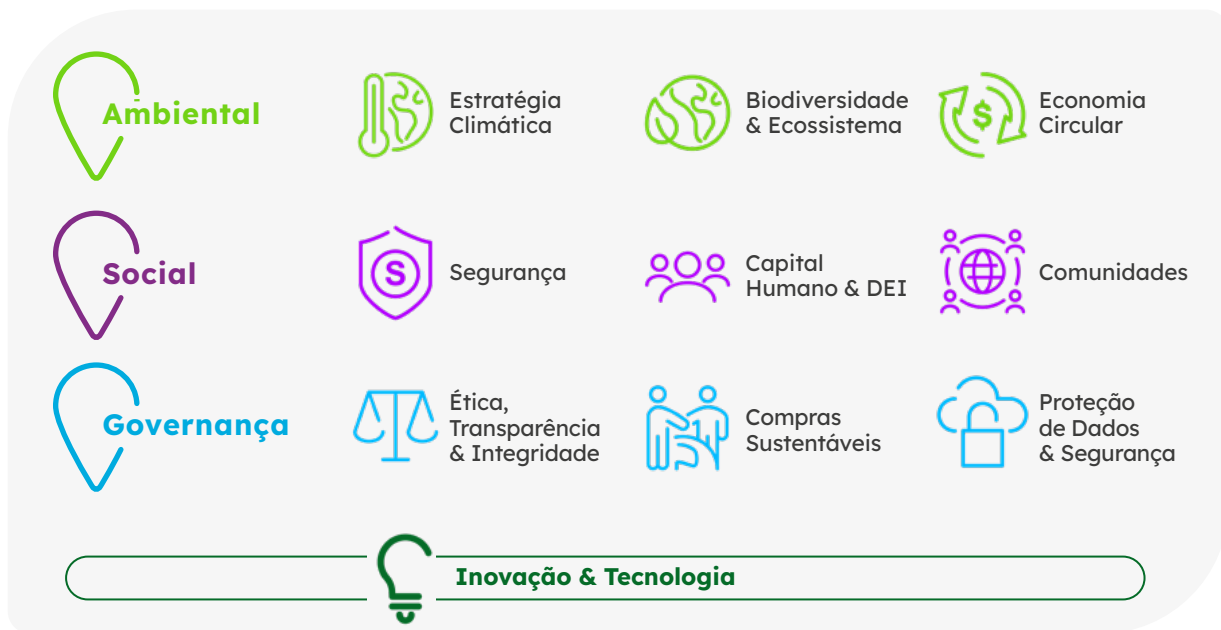 Ambiental
Estratégia
Climática
Biodiversidade
& Ecossistema
$
Economia
Circular
Social
S
Segurança
Capital
Humano & DEI
Comunidades
Governança
Ética,
Transparência
& Integridade
Compras
Sustentáveis
Proteção
de Dados
& Segurança
Inovação & Tecnologia